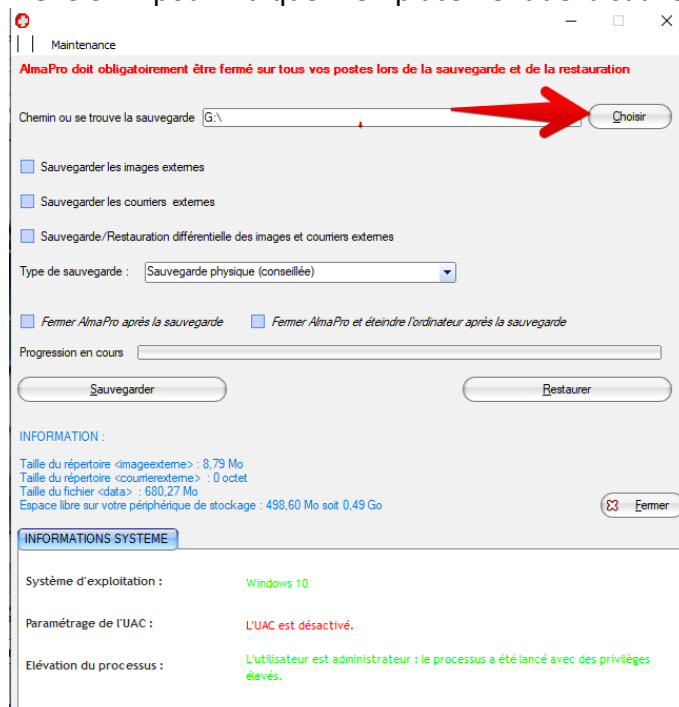 Maintenance
AlmaPro doit obligatoirement être fermé sur tous vos postes lors de la sauvegarde et de la restauration
Chemin ou se trouve la sauvegarde G:\ Choisir
Sauvegarder les images externes
Sauvegarder les courriers externes
Sauvegarde/Restauration différentielle des images et courriers externes
Type de sauvegarde : Sauvegarde physique (conseillée)
Fermer AlmaPro après la sauvegarde Fermer AlmaPro et éteindre l'ordinateur après la sauvegarde
Progression en cours
Sauvegarder Restaurer
INFORMATION :
Taille du répertoire <imageexterne> : 8,79 Mo
Taille du répertoire <courrierexterne> : 0 octet
Taille du fichier <data> : 680,27 Mo
Espace libre sur votre périphérique de stockage : 498,60 Mo soit 0,49 Go
Fermer
INFORMATIONS SYSTEME
Système d'exploitation : Windows 10
Paramétrage de l'UAC : L'UAC est désactivé.
Elévation du processus : L'utilisateur est administrateur : le processus a été lancé avec des privilèges
élevés.